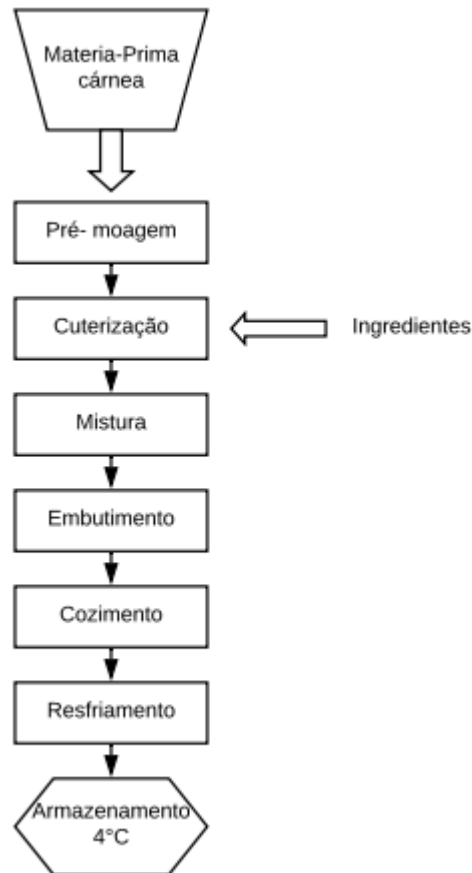 Materia-Prima
cárnea
Pré- moagem
Cuterização
Ingredientes
Mistura
Embutimento
Cozimento
Resfriamento
Armazenamento
4°C